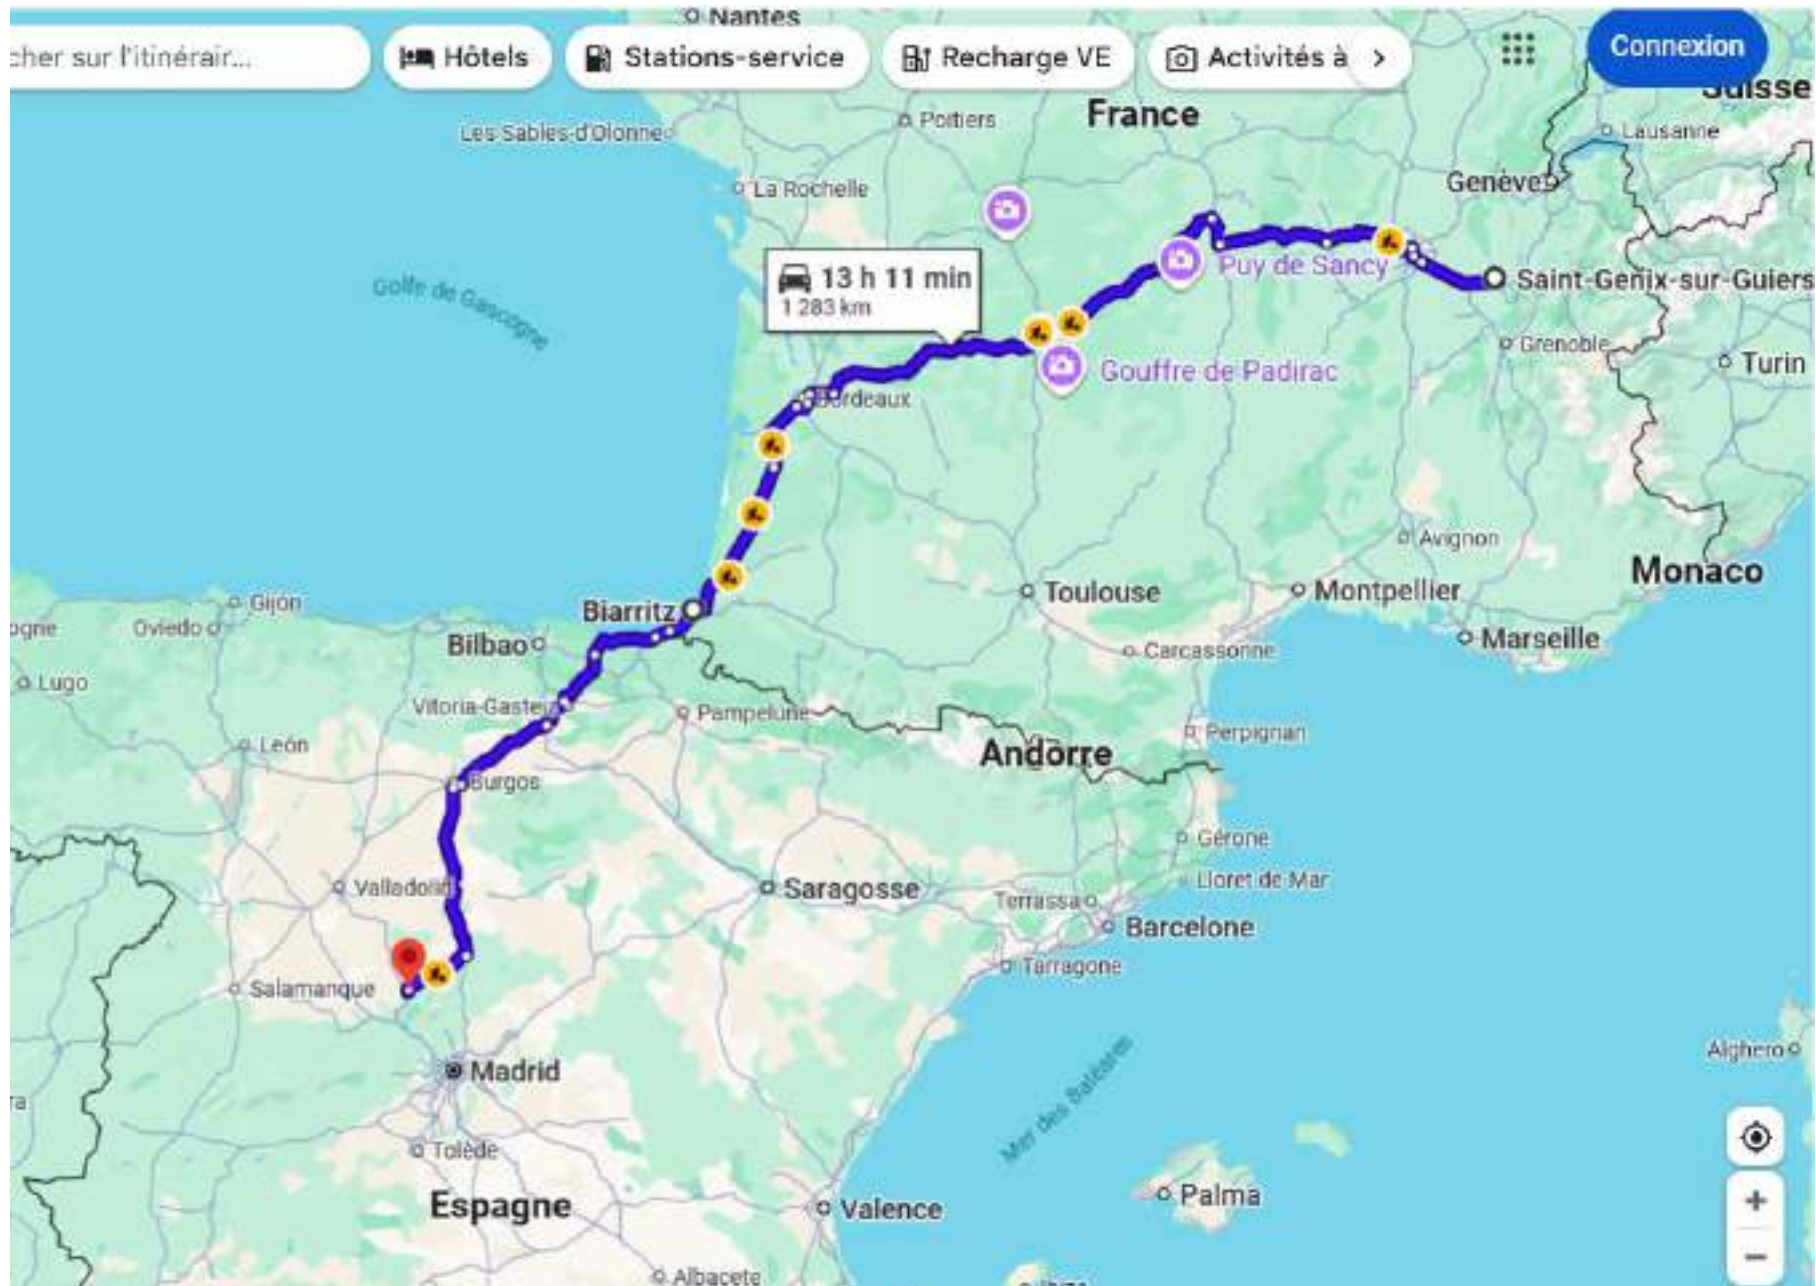 Nantes
cher sur l'itinérair...
Hôtels
Stations-service
Recharge VE
Activités à
Connexion
Suisse
France
Poitiers
Les Sables-d'Olonne
Lausanne
La Rochelle
Genève
13 h 11 min
1 283 km
Puy de Sancy
Saint-Genix-sur-Guiers
Golfe de Gascogne
Grenoble
Turin
Gouffre de Padirac
Bordeaux
Avignon
Monaco
Toulouse
Montpellier
Gijón
Biarritz
ogne
Oviedo
Bilbao
Marseille
Carcassonne
Lugo
Vitoria-Gasteiz
Pampelune
Perpignan
León
Andorre
Burgos
Gérone
Valladolid
Saragosse
Lloret de Mar
Terrassa
Barcelone
Tarragone
Salamanque
Madrid
Mer des Baléares
Alghero
ra
Tolède
Palma
Espagne
Valence
Albacete